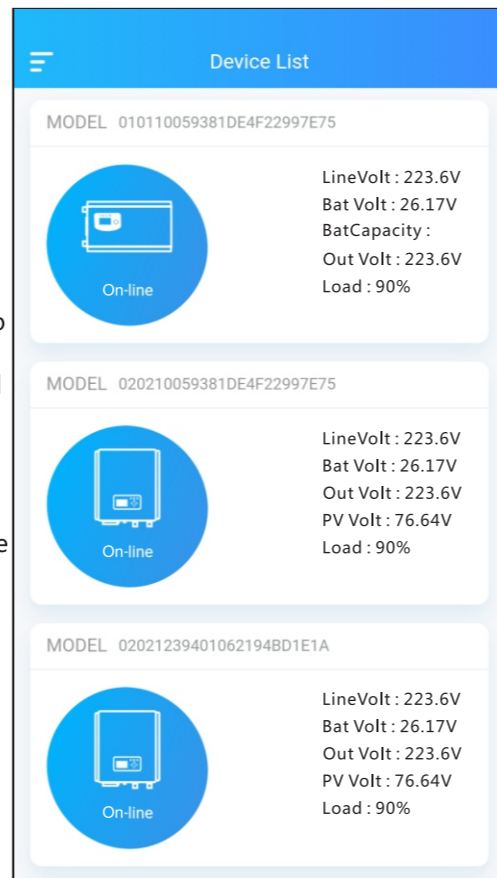 Device List
MODEL 010110059381DE4F22997E75
LineVolt : 223.6V
Bat Volt : 26.17V
BatCapacity :
Out Volt : 223.6V
Load : 90%
On-line
MODEL 020210059381DE4F22997E75
LineVolt : 223.6V
Bat Volt : 26.17V
Out Volt : 223.6V
PV Volt : 76.64V
Load : 90%
On-line
MODEL 02021239401062194BD1E1A
LineVolt : 223.6V
Bat Volt : 26.17V
Out Volt : 223.6V
PV Volt : 76.64V
Load : 90%
On-line